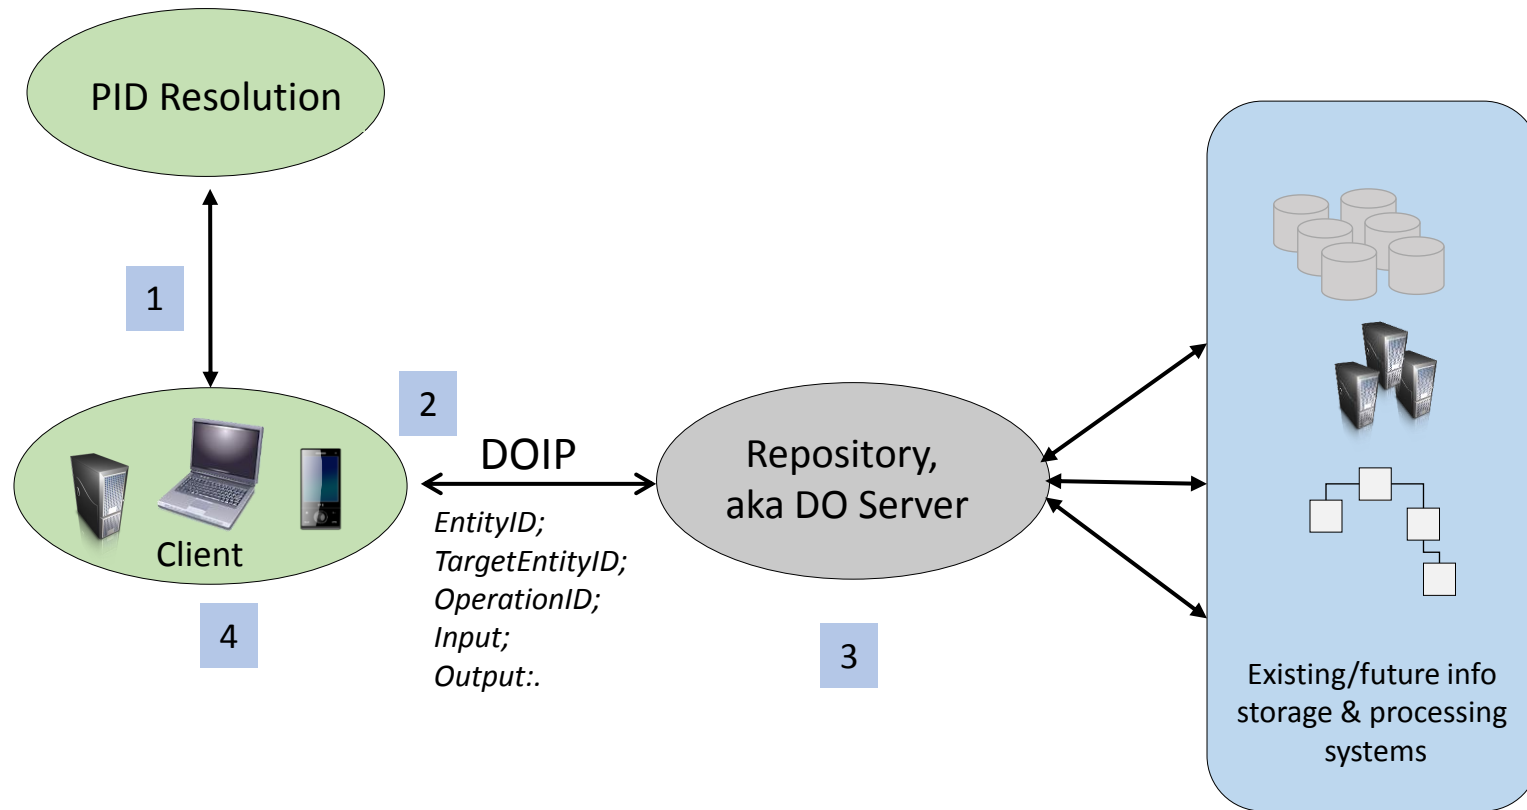 PID Resolution
1
2
DOIP
EntityID;
TargetEntityID;
OperationID;
Input;
Output:.
Client
4
Repository,
aka DO Server
3
Existing/future info
storage & processing
systems